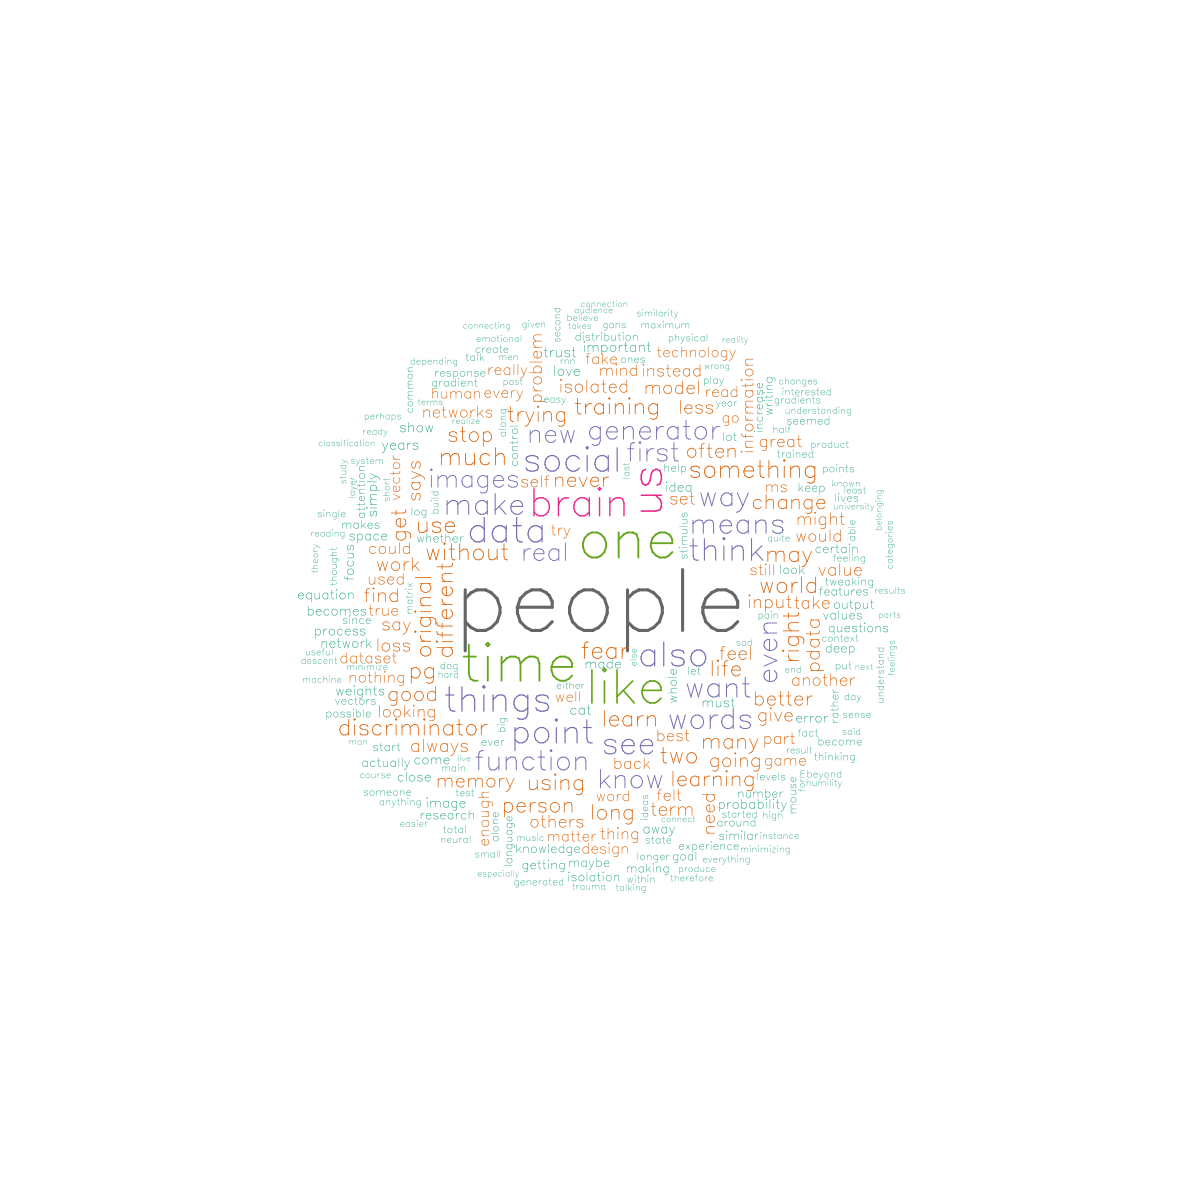 connection
audience
similarity
believe
connecting
given
second
takes
gans
maximum
emotional
distribution
physical
reality
create
trust
important
technology
depending
talk
men
problem
fake
ones
rnn
wrong
response
really
love
mind
instead
information
common
gradient
past
isolated
model
play
changes
human
every
easy
read
increase
writing
interested
terms
training
less
year
gradients
perhaps
networks
trying
go
understanding
realize
along
show
stop
new
generator
lot
half
seemed
ready
control
often
great
product
classification
years
much
social
first
trained
system
last
help
something
points
study
vector
says
images
self
never
us
idea
ms
keep
known
layer
attention
simply
short
build
brain
set
way
change
lives
least
single
log
make
might
university
belonging
makes
get
use
data
try
means
able
reading
space
whether
real
one
stimulus
quite
would
categories
could
without
think
may
certain
theory
thought
focus
work
feeling
used
different
still
look
value
equation
matrix
original
people
world
tweaking
features
results
becomes
true
find
input
take
output
since
say
pain
values
parts
process
right
context
questions
network
loss
fear
also
sad
even
pdata
deep
useful
time
else
feel
feelings
descent
dataset
dog
made
let
life
end
put
next
minimize
pg
hard
whole
another
understand
machine
nothing
like
either
want
weights
good
things
well
must
better
rather
day
vectors
cat
possible
looking
learn
words
give
error
sense
discriminator
big
point
best
fact
said
mon
always
ever
see
many
part
become
start
two
result
actually
come
live
function
back
going
game
thinking
course
close
main
know
learning
levels
form
beyond
memory
using
mouse
humility
someone
test
word
felt
number
anything
image
enough
person
ideas
need
probability
research
alone
long
term
started
high
others
connect
around
easier
total
language
music
matter
thing
away
similar
instance
neural
state
small
knowledge
design
experience
minimizing
getting
maybe
longer
goal
everything
especially
making
produce
generated
isolation
within
therefore
trauma
talking